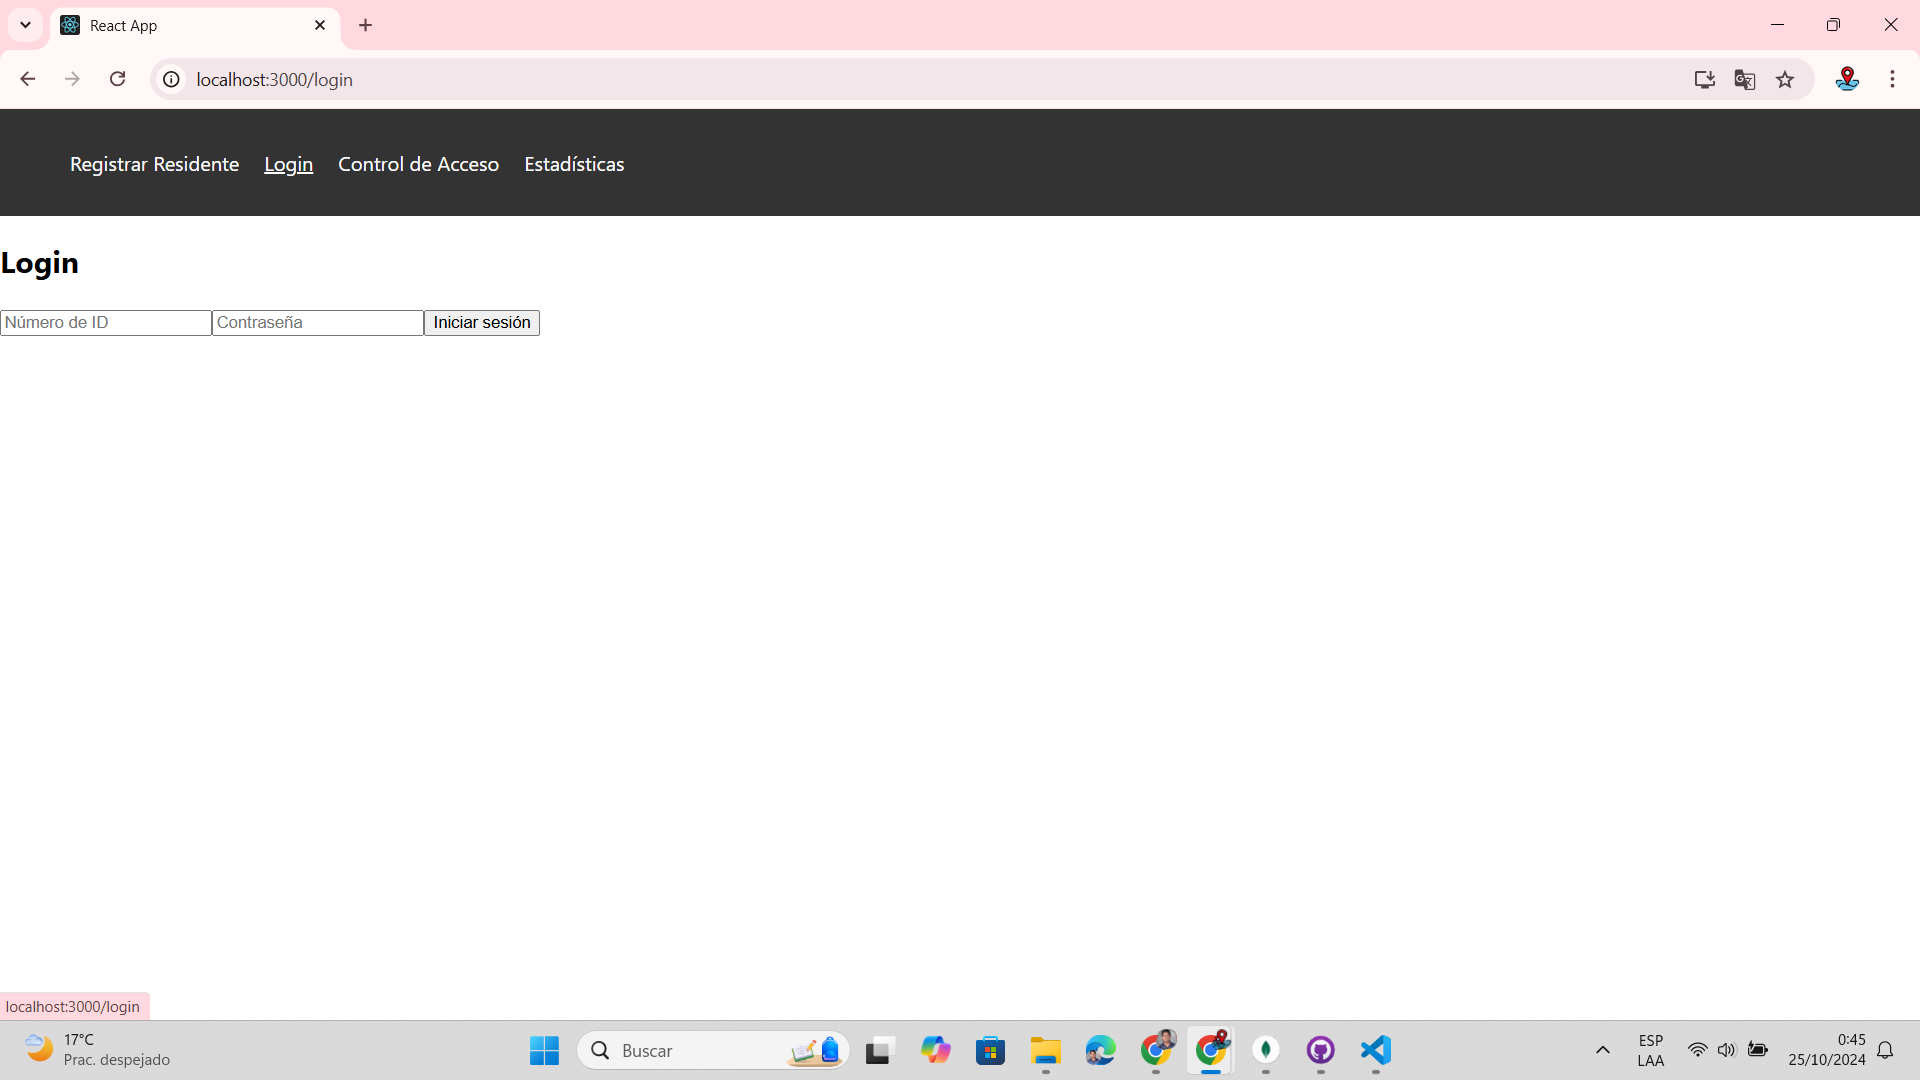 React App
localhost:3000/login
Registrar Residente Login Control de Acceso Estadísticas
Login
Número de ID Contraseña Iniciar sesión
localhost:3000/login
17°C
Prac. despejado
Buscar
ESP
LAA
0:45
25/10/2024